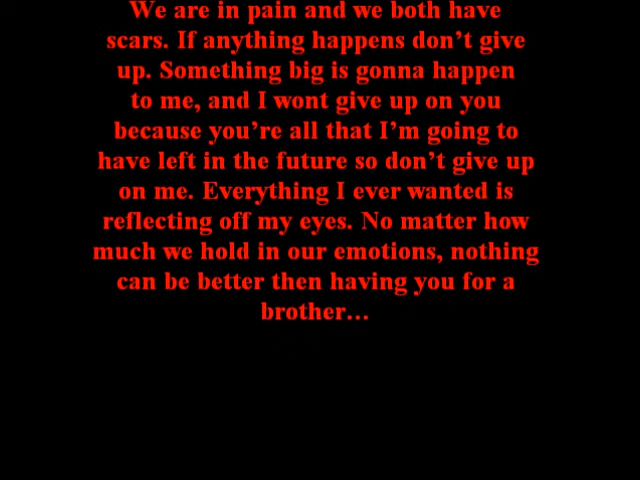 We are in pain and we both have
scars. If anything happens don’t give
up. Something big is gonna happen
to me, and I wont give up on you
because you’re all that I’m going to
have left in the future so don’t give up
on me. Everything I ever wanted is
reflecting off my eyes. No matter how
much we hold in our emotions, nothing
can be better then having you for a
brother…